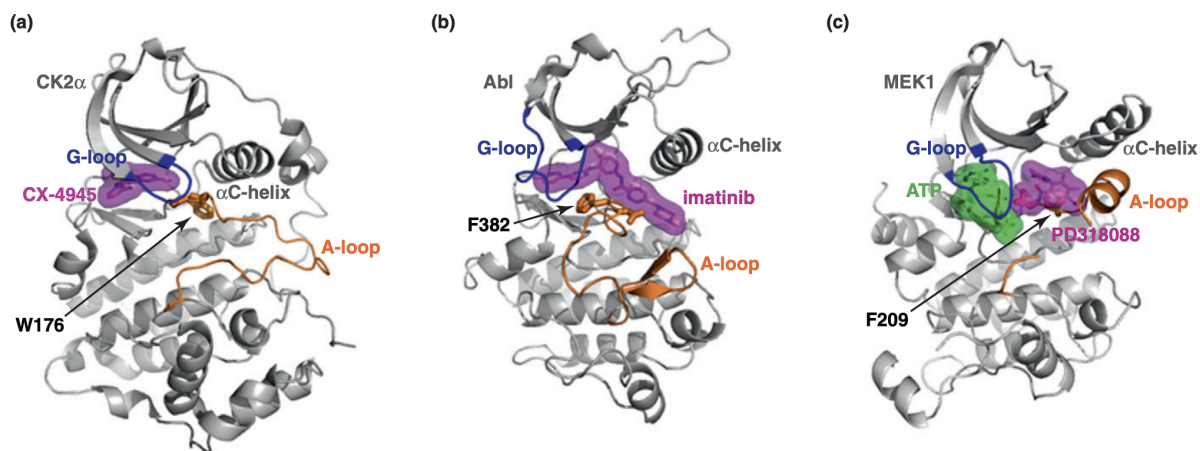 (a)
CK2α
G-loop
CX-4945
αC-helix
A-loop
W176
(b)
Abl
G-loop
αC-helix
imatinib
F382
A-loop
(c)
MEK1
αC-helix
G-loop
ATP
A-loop
PD318088
F209